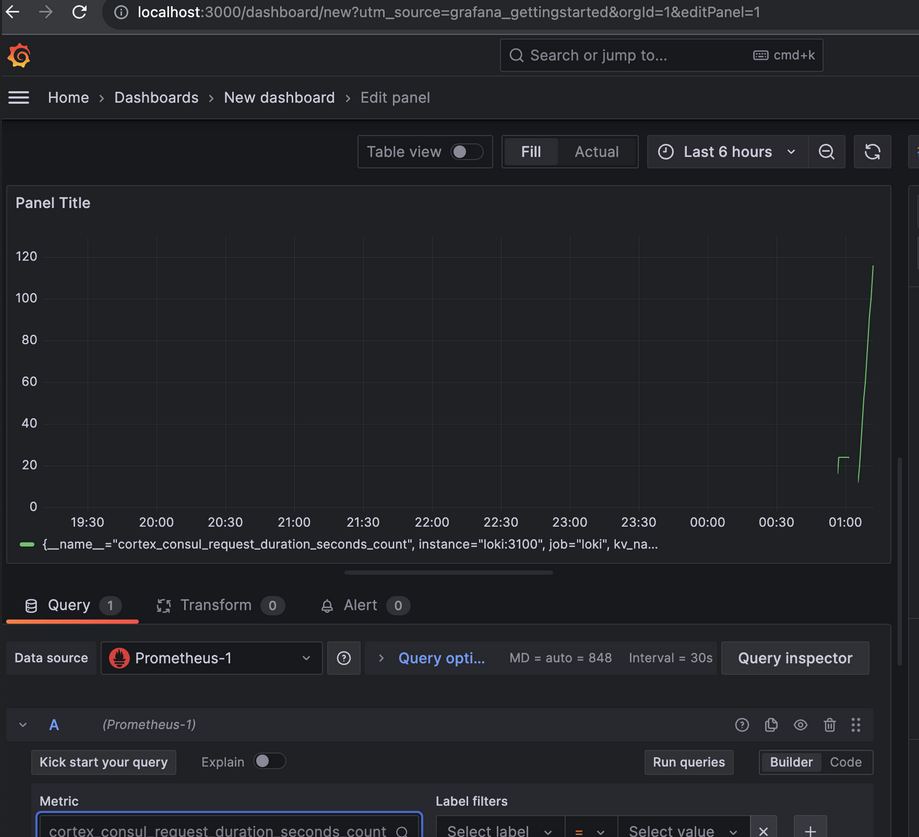 localhost:3000/dashboard/new?utm_source=grafana_gettingstarted&orgId=1&editPanel=1
Search or jump to... cmd+k
Home > Dashboards > New dashboard > Edit panel
Table view Fill Actual Last 6 hours
Panel Title
120
100
80
60
40
20
0
19:30 20:00 20:30 21:00 21:30 22:00 22:30 23:00 23:30 00:00 00:30 01:00
{__name__="cortex_consul_request_duration_seconds_count", instance="loki:3100", job="loki", kv_na...
Query 1 Transform 0 Alert 0
Data source Prometheus-1 > Query opti... MD = auto = 848 Interval = 30s Query inspector
A (Prometheus-1)
Kick start your query Explain Run queries Builder Code
Metric Label filters
cortex_consul_request_duration_seconds_count Select label = Select value